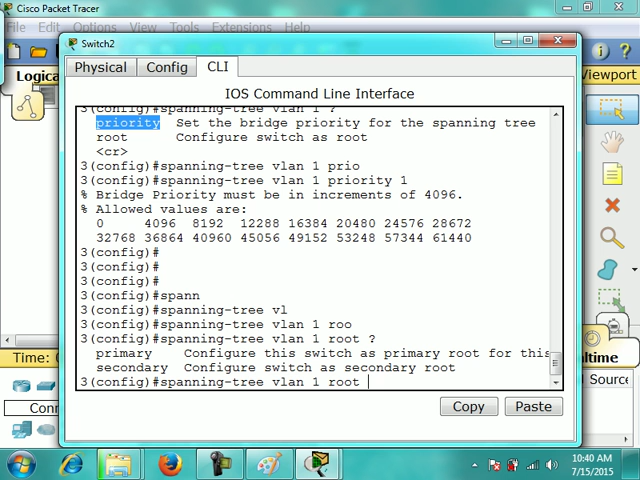 Cisco Packet Tracer
File Edit Options View Tools Extensions Help
Logica
Viewport
Switch2
Physical Config CLI
IOS Command Line Interface
3(config)#spanning-tree vlan 1 ?
priority Set the bridge priority for the spanning tree
root Configure switch as root
<cr>
3(config)#spanning-tree vlan 1 prio
3(config)#spanning-tree vlan 1 priority 1
% Bridge Priority must be in increments of 4096.
% Allowed values are:
0 4096 8192 12288 16384 20480 24576 28672
32768 36864 40960 45056 49152 53248 57344 61440
3(config)#
3(config)#
3(config)#
3(config)#spann
3(config)#spanning-tree vl
3(config)#spanning-tree vlan 1 roo
3(config)#spanning-tree vlan 1 root ?
primary Configure this switch as primary root for this
secondary Configure switch as secondary root
3(config)#spanning-tree vlan 1 root
Copy Paste
Time: 0
ealtime
Conn
Source
10:40 AM
7/15/2015